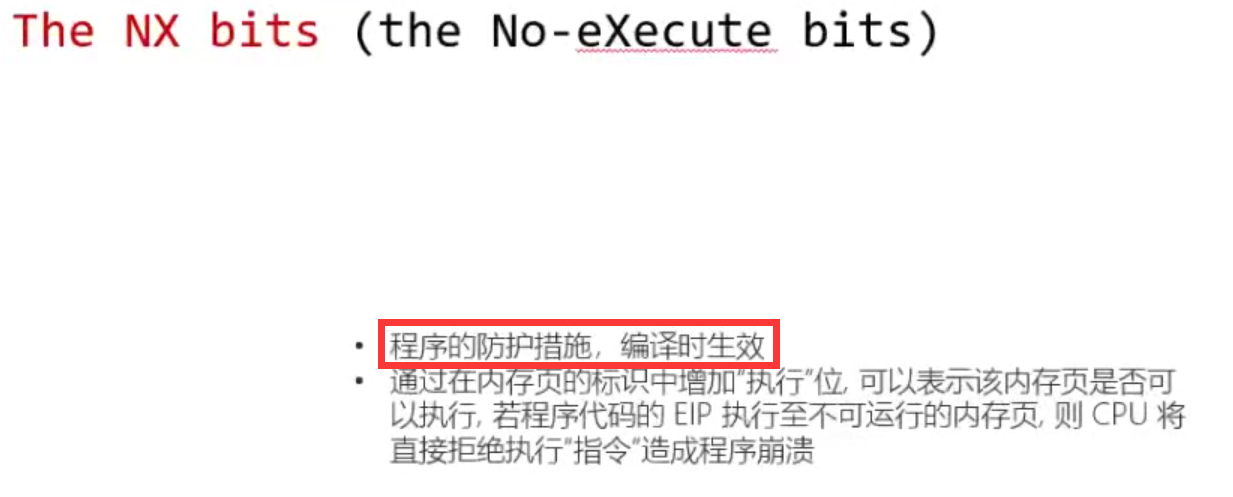 The NX bits (the No-eXecute bits)
• 程序的防护措施，编译时生效
• 通过在内存页的标识中增加"执行"位, 可以表示该内存页是否可
以执行, 若程序代码的 EIP 执行至不可运行的内存页, 则 CPU 将
直接拒绝执行"指令"造成程序崩溃